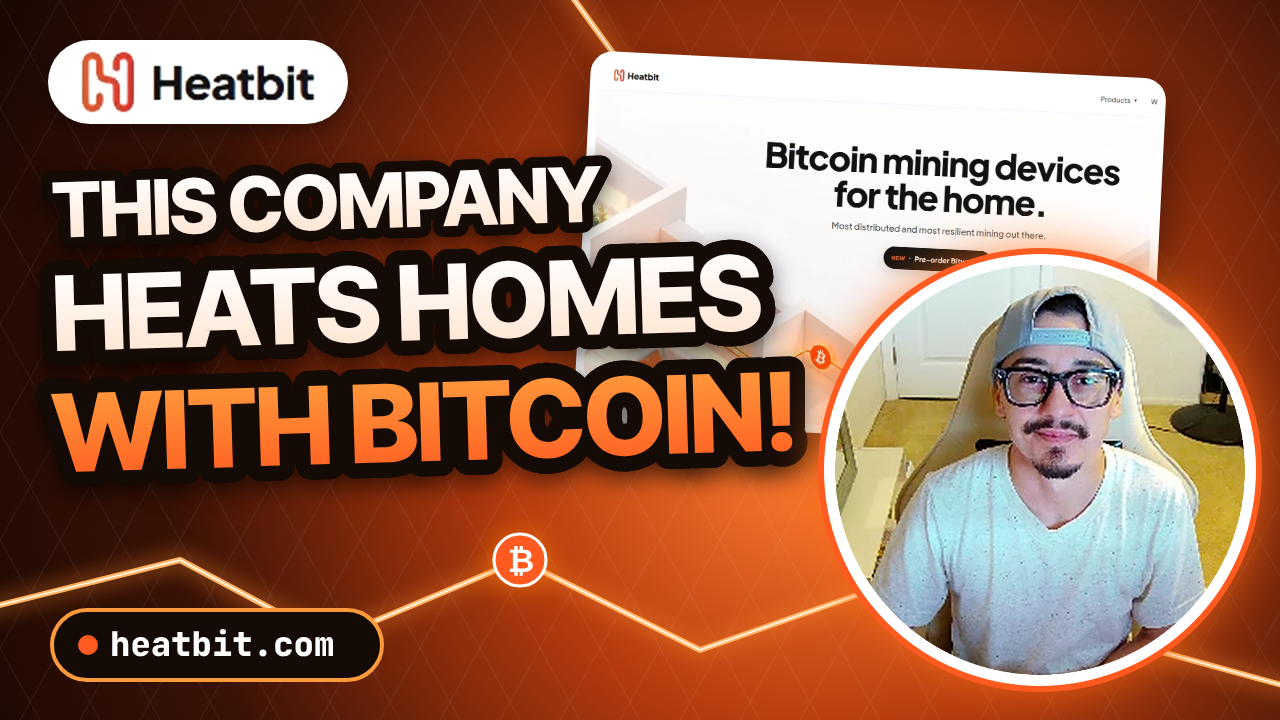 Heatbit
THIS COMPANY
HEATS HOMES
WITH BITCOIN!
heatbit.com
Heatbit
Products
W
Bitcoin mining devices
for the home.
Most distributed and most resilient mining out there.
NEW • Pre-order